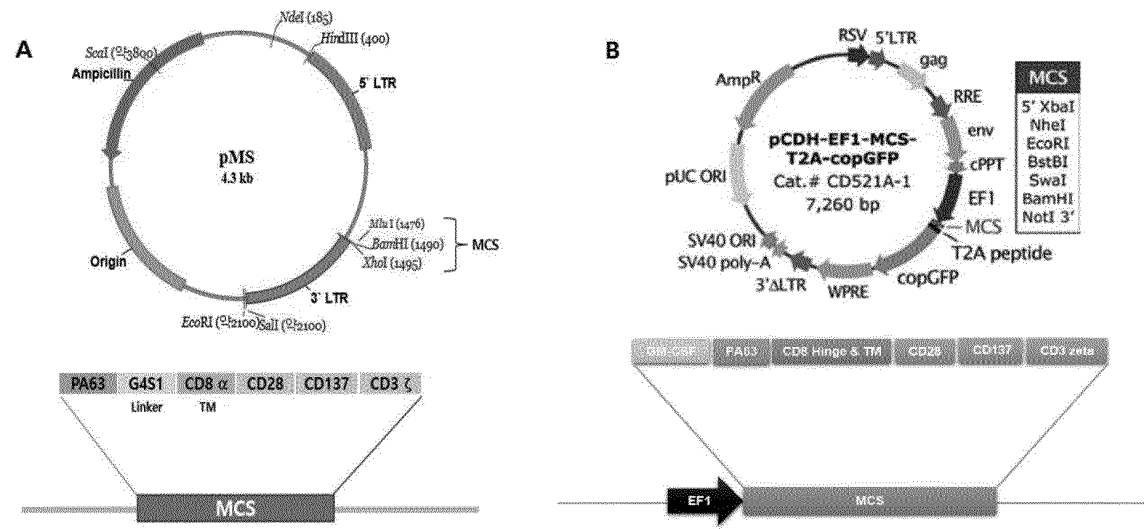 A
NdeI (185)
HindIII (400)
ScaI (약3800)
Ampicillin
5` LTR
pMS
4.3 kb
MluI (1476)
BamHI (1490)
XhoI (1495)
MCS
Origin
3` LTR
EcoRI (약2100)
SalI (약2100)
PA63 G4S1 CD8 α CD28 CD137 CD3 ζ
Linker TM
MCS
B
RSV
5'LTR
gag
AmpR
RRE
env
cPPT
EF1
MCS
T2A peptide
copGFP
WPRE
3'ΔLTR
SV40 poly-A
SV40 ORI
pUC ORI
pCDH-EF1-MCS-
T2A-copGFP
Cat.# CD521A-1
7,260 bp
MCS
5' XbaI
NheI
EcoRI
BstBI
SwaI
BamHI
NotI 3'
GM-CSF PA63 CD8 Hinge & TM CD28 CD137 CD3 zeta
EF1 MCS